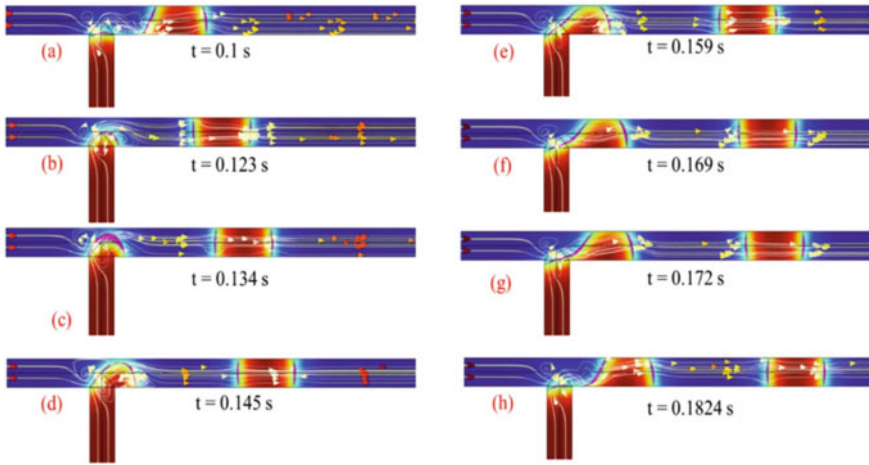 (a)
t = 0.1 s
(b)
t = 0.123 s
(c)
t = 0.134 s
(d)
t = 0.145 s
(e)
t = 0.159 s
(f)
t = 0.169 s
(g)
t = 0.172 s
(h)
t = 0.1824 s